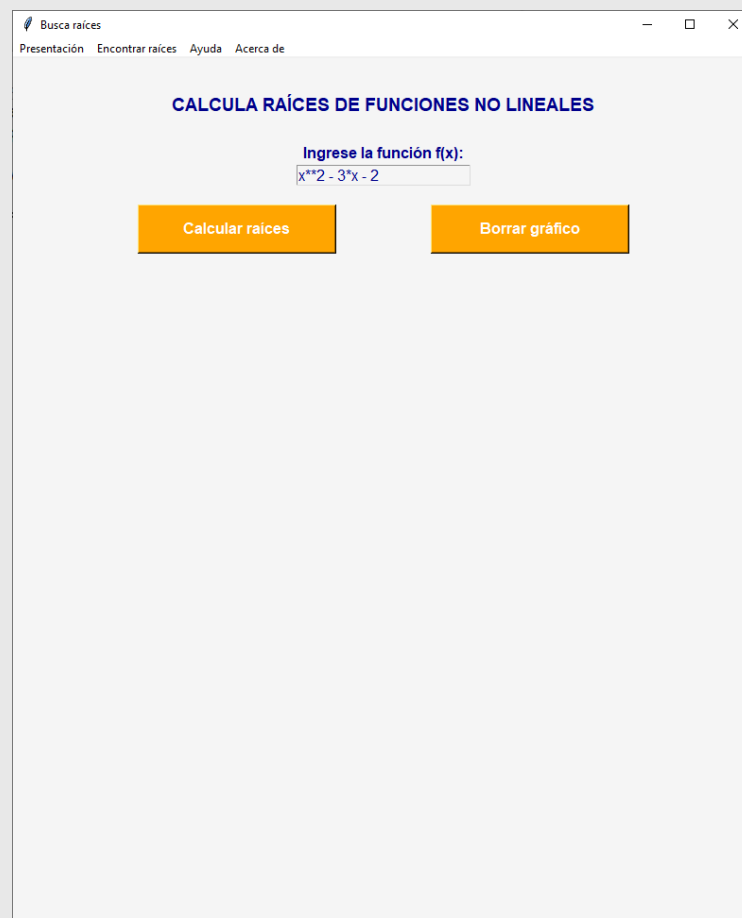 Busca raíces
Presentación Encontrar raíces Ayuda Acerca de
CALCULA RAÍCES DE FUNCIONES NO LINEALES
Ingrese la función f(x):
x**2 - 3*x - 2
Calcular raices Borrar gráfico